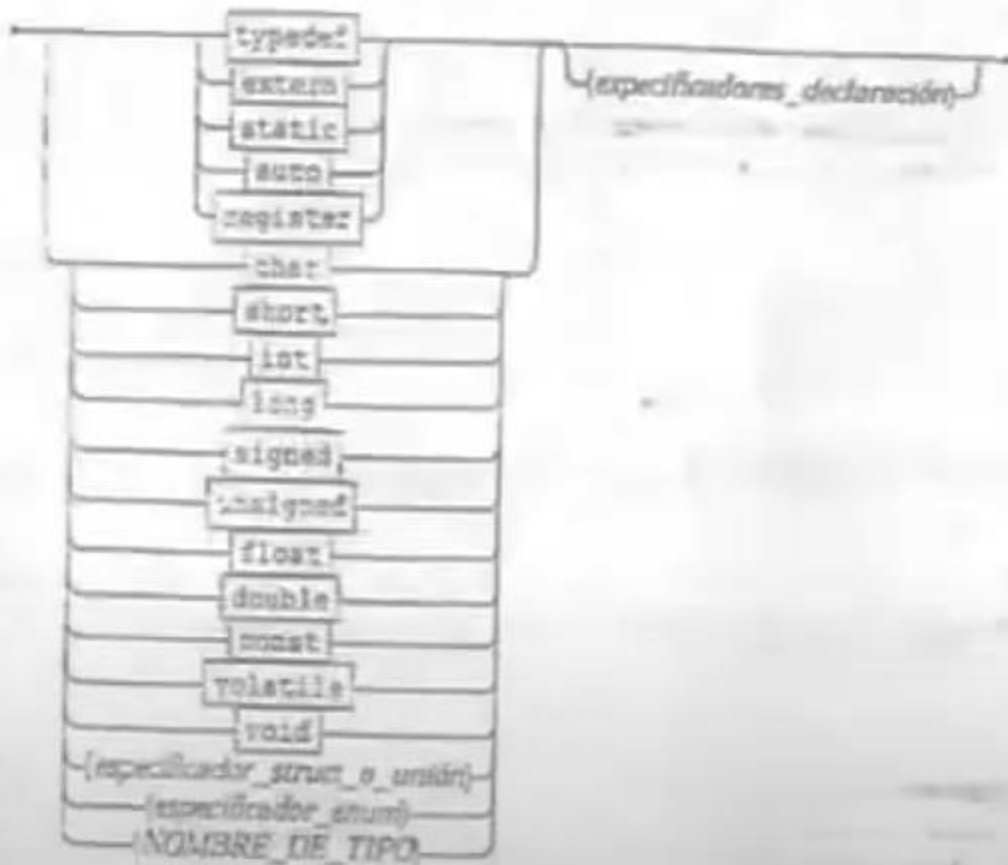 typedef
extern
static
auto
register
(especificadores_declaración)
char
short
int
long
signed
unsigned
float
double
const
volatile
void
(especificador_struct_o_unión)
(especificador_enum)
(NOMBRE_DE_TIPO)